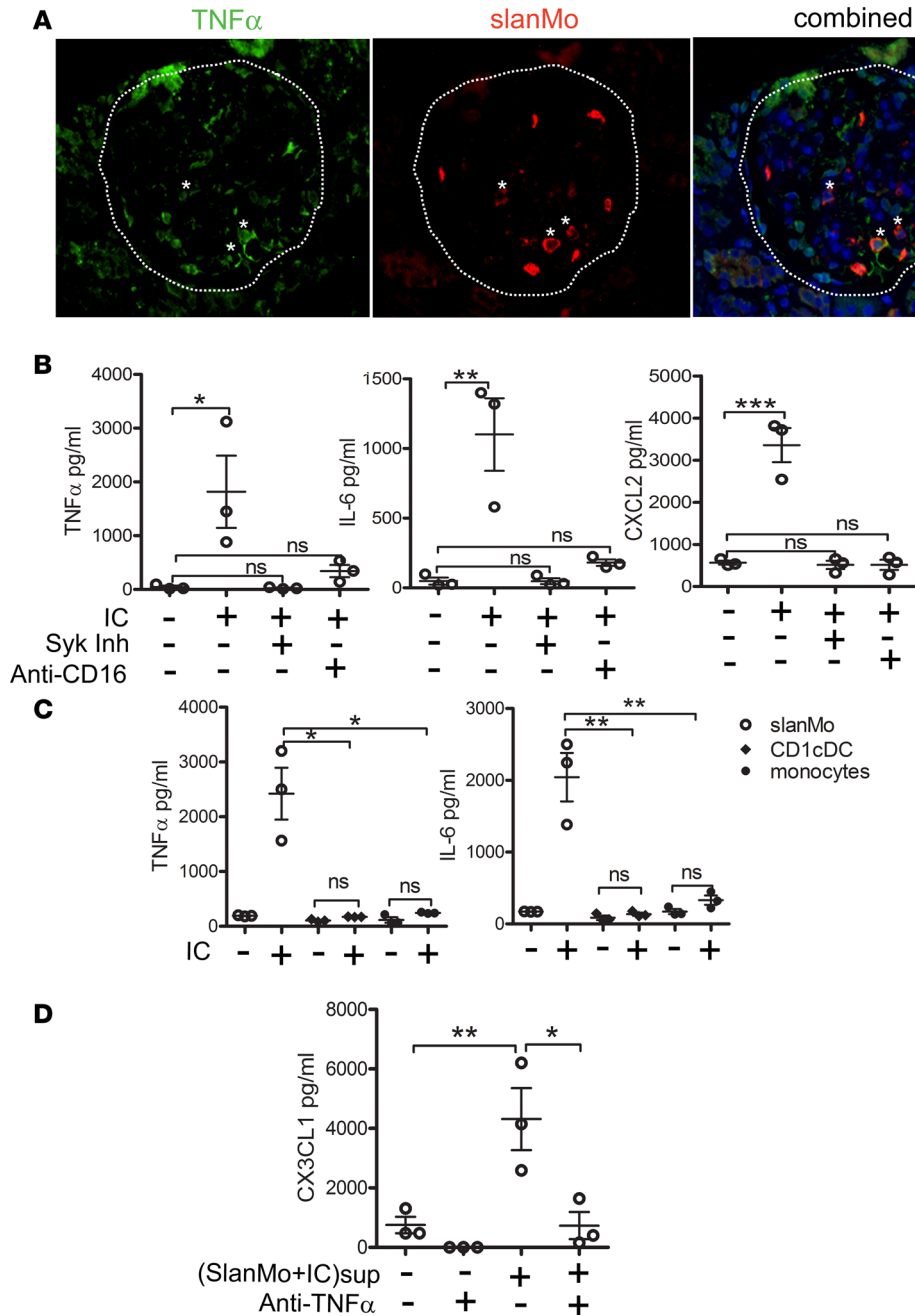 A
TNFα slanMo combined
* * *
* * *
* * *
B
TNFα pg/ml
4000
3000
2000
1000
0
*
ns
ns
IL-6 pg/ml
1500
1000
500
0
**
ns
ns
CXCL2 pg/ml
5000
4000
3000
2000
1000
0
***
ns
ns
IC - + + + - + + + - + + +
Syk Inh - - + - - - + - - - + -
Anti-CD16 - - - + - - - + - - - +
C
TNFα pg/ml
4000
3000
2000
1000
0
*
*
ns ns
IL-6 pg/ml
3000
2000
1000
0
**
**
ns ns
slanMo
CD1cDC
monocytes
IC - + - + - + - + - + - +
D
CX3CL1 pg/ml
8000
6000
4000
2000
0
** *
(SlanMo+IC)sup - - + +
Anti-TNFα - + - +